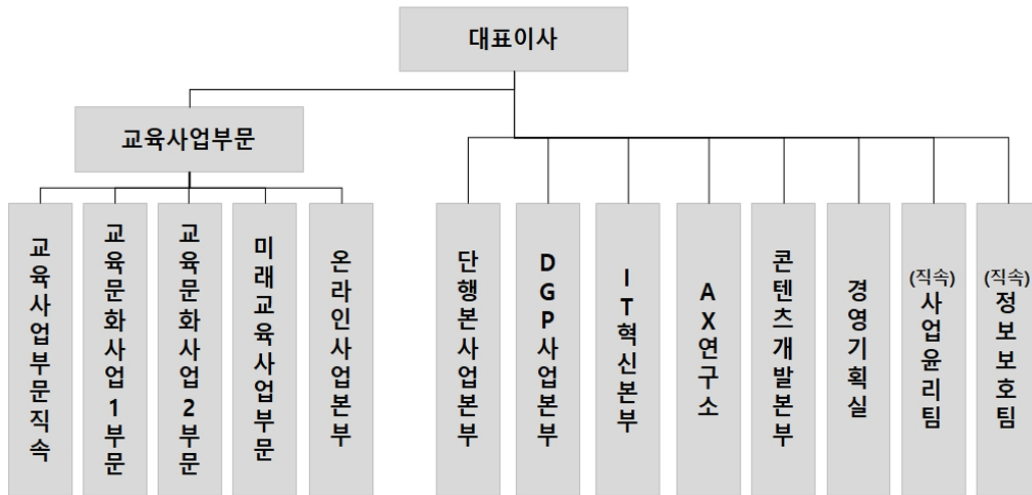 대표이사
교육사업부문
교육사업부문직속
교육문화사업1부문
교육문화사업2부문
미래교육사업부문
온라인사업본부
단행본사업본부
DGP사업본부
IT혁신본부
AX연구소
콘텐츠개발본부
경영기획실
(직속)
사업윤리팀
(직속)
정보보호팀